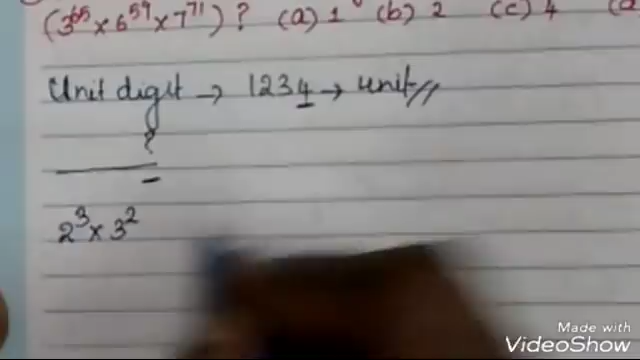 (3^65 × 6^59 × 7^71) ? (a) 1 (b) 2 (c) 4
Unit digit → 1234 → unit//
?
2^3 × 3^2
Made with
VideoShow